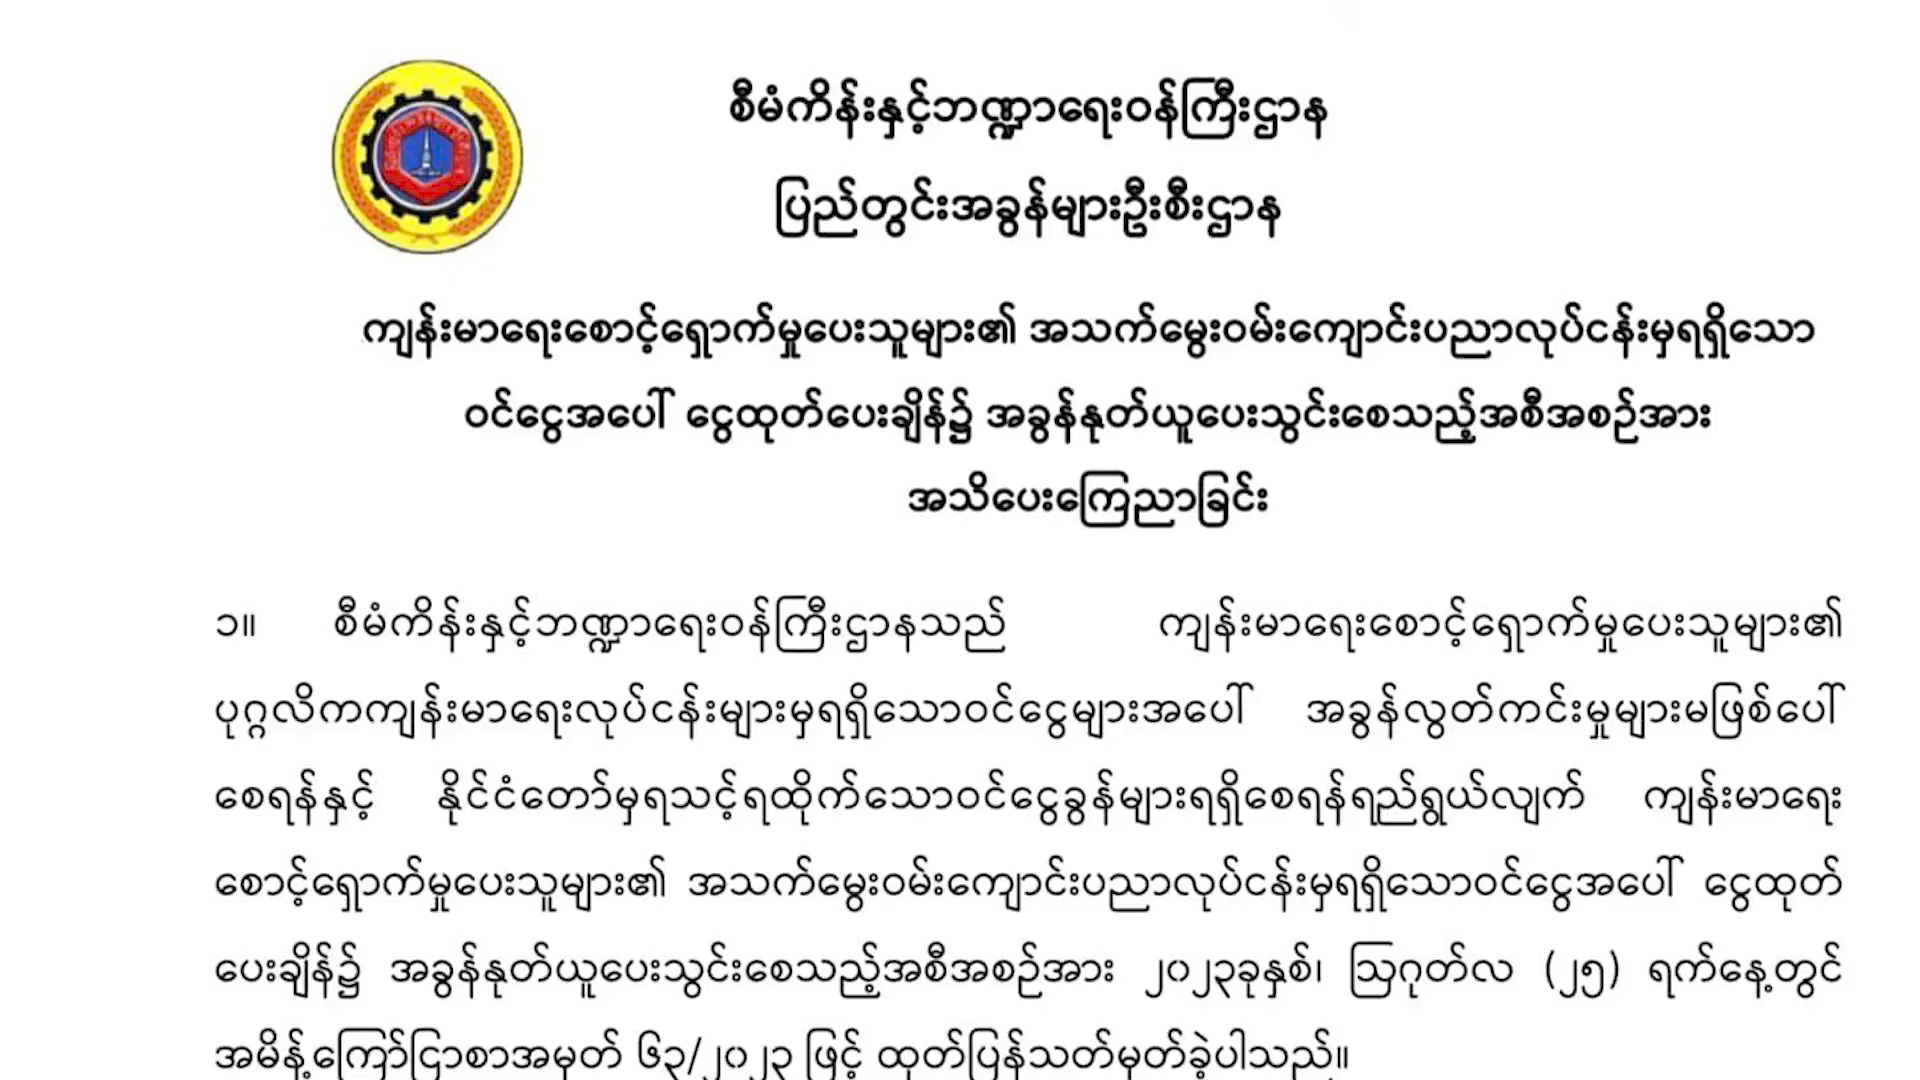 စီမံကိန်းနှင့်ဘဏ္ဍာရေးဝန်ကြီးဌာန
ပြည်တွင်းအခွန်များဦးစီးဌာန
ကျန်းမာရေးစောင့်ရှောက်မှုပေးသူများ၏ အသက်မွေးဝမ်းကျောင်းပညာလုပ်ငန်းမှရရှိသော
ဝင်ငွေအပေါ် ငွေထုတ်ပေးချိန်၌ အခွန်နုတ်ယူပေးသွင်းစေသည့်အစီအစဉ်အား
အသိပေးကြေညာခြင်း
၁။ စီမံကိန်းနှင့်ဘဏ္ဍာရေးဝန်ကြီးဌာနသည် ကျန်းမာရေးစောင့်ရှောက်မှုပေးသူများ၏
ပုဂ္ဂလိကကျန်းမာရေးလုပ်ငန်းများမှရရှိသောဝင်ငွေများအပေါ် အခွန်လွတ်ကင်းမှုများမဖြစ်ပေါ်
စေရန်နှင့် နိုင်ငံတော်မှရသင့်ရထိုက်သောဝင်ငွေခွန်များရရှိစေရန်ရည်ရွယ်လျက် ကျန်းမာရေး
စောင့်ရှောက်မှုပေးသူများ၏ အသက်မွေးဝမ်းကျောင်းပညာလုပ်ငန်းမှရရှိသောဝင်ငွေအပေါ် ငွေထုတ်
ပေးချိန်၌ အခွန်နုတ်ယူပေးသွင်းစေသည့်အစီအစဉ်အား ၂၀၂၃ခုနှစ်၊ ဩဂုတ်လ (၂၅) ရက်နေ့တွင်
အမိန့်ကြော်ငြာစာအမှတ် ၆၃/၂၀၂၃ ဖြင့် ထုတ်ပြန်သတ်မှတ်ခဲ့ပါသည်။